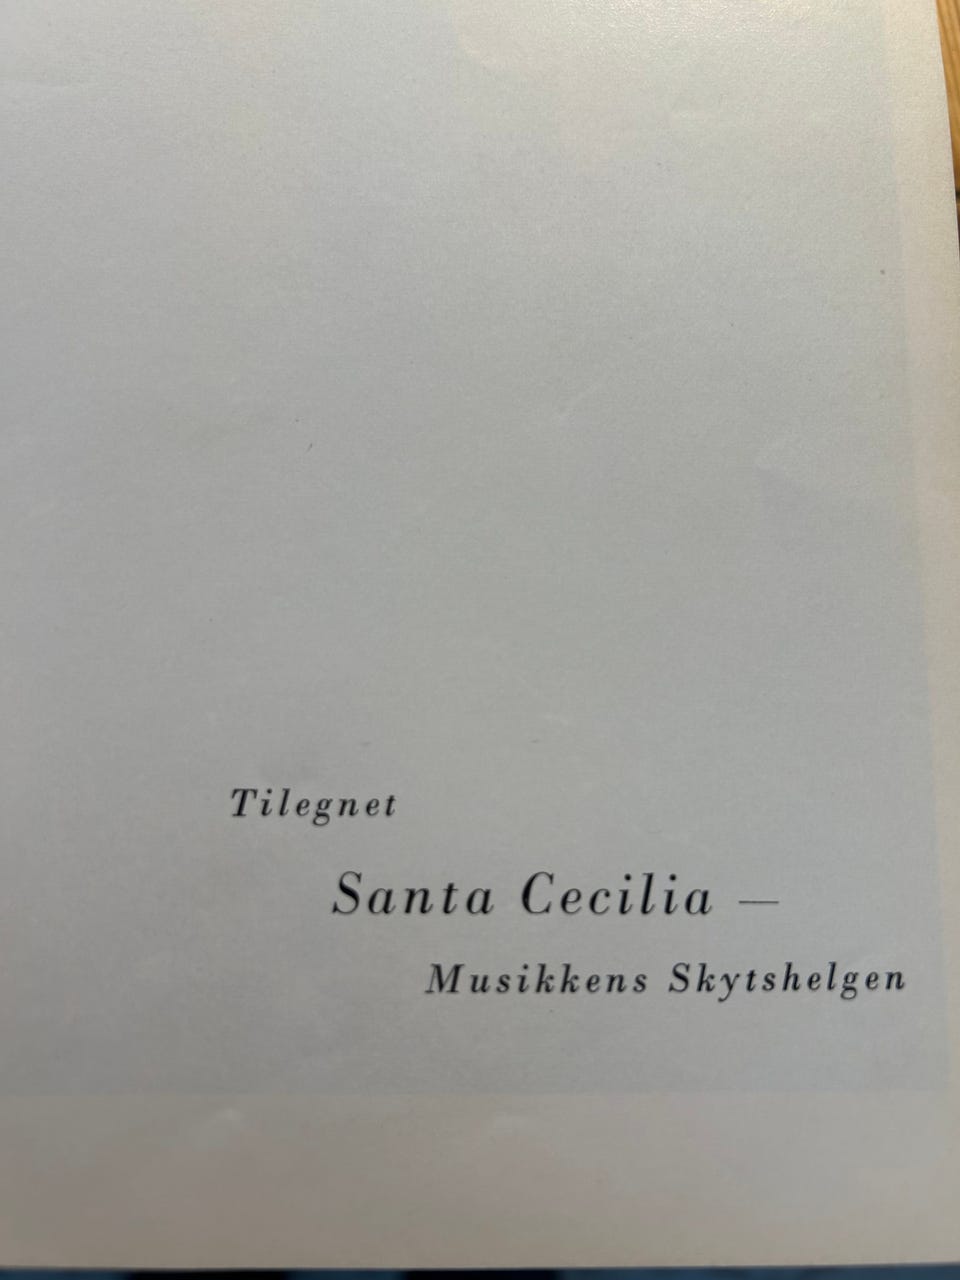 Tilegnet
Santa Cecilia —
Musikkens Skytshelgen